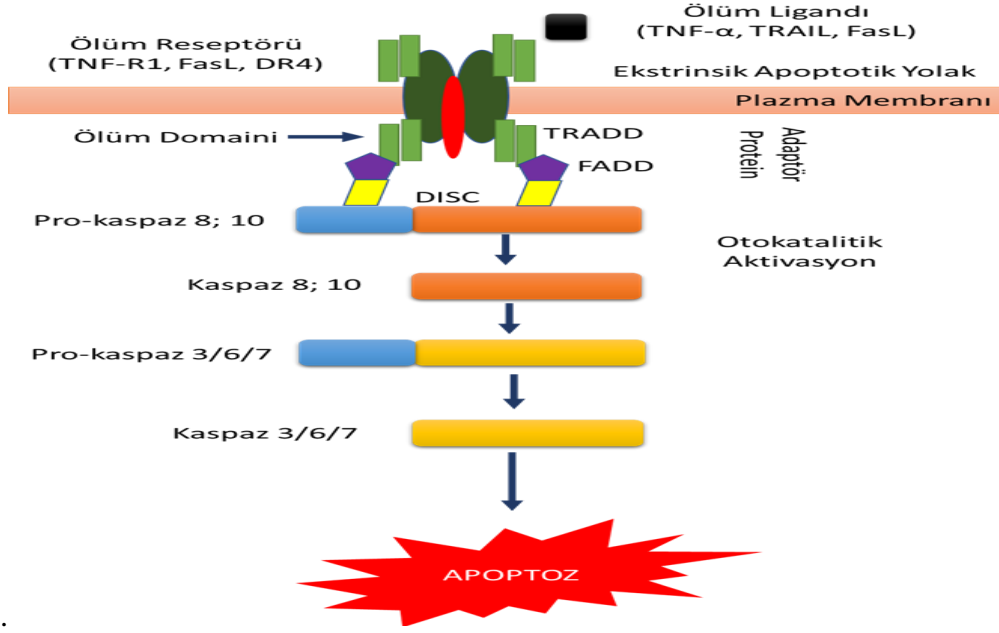 Ölüm Ligandı
(TNF-α, TRAIL, FasL)
Ölüm Reseptörü
(TNF-R1, FasL, DR4)
Ekstrinsik Apoptotik Yolak
Plazma Membranı
Ölüm Domaini
TRADD
FADD
Adaptör
Protein
DISC
Pro-kaspaz 8; 10
Otokatalitik
Aktivasyon
Kaspaz 8; 10
Pro-kaspaz 3/6/7
Kaspaz 3/6/7
APOPTOZ
.